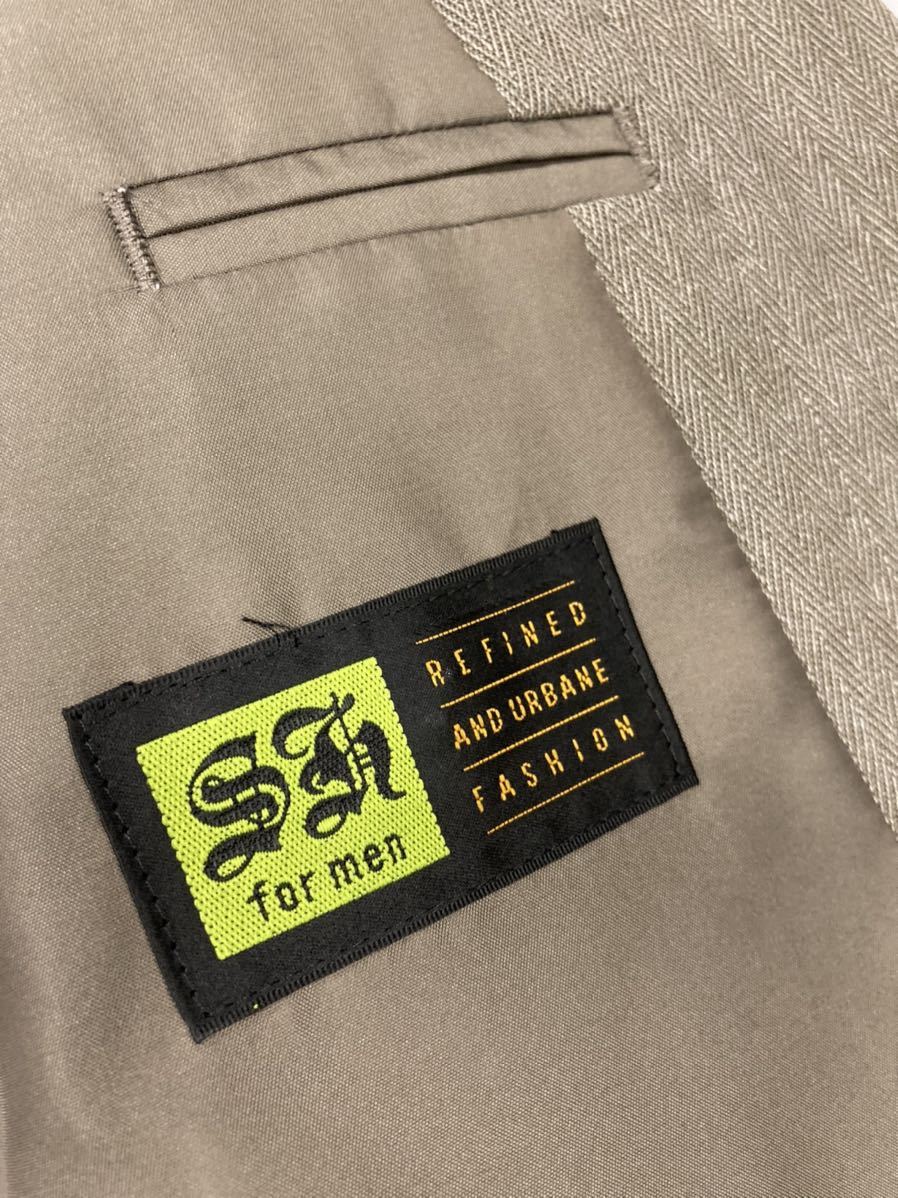 for men
REFINED
AND URBANE
FASHION